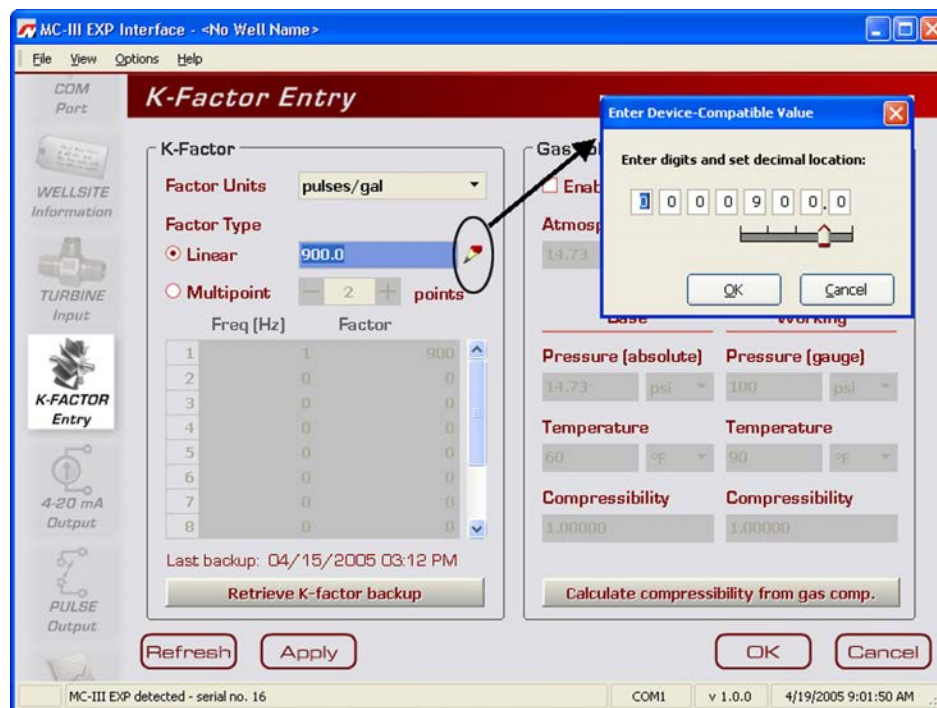 MC-III EXP Interface - <No Well Name>
File View Options Help
COM
Port
WELLSITE
Information
TURBINE
Input
K-FACTOR
Entry
4-20 mA
Output
PULSE
Output
K-Factor Entry
K-Factor
Factor Units pulses/gal
Factor Type
Linear 900.0
Multipoint 2 points
Freq (Hz) Factor
1 1 900
2 0 0
3 0 0
4 0 0
5 0 0
6 0 0
7 0 0
8 0 0
Last backup: 04/15/2005 03:12 PM
Retrieve K-factor backup
Gas
Enab
Atmosp
14.73
Enter Device-Compatible Value
Enter digits and set decimal location:
0 0 0 0 9 0 0.0
OK Cancel
Base Working
Pressure (absolute) Pressure (gauge)
14.73 psi 100 psi
Temperature Temperature
60 °F 90 °F
Compressibility Compressibility
1.00000 1.00000
Calculate compressibility from gas comp.
Refresh Apply OK Cancel
MC-III EXP detected - serial no. 16 COM1 v 1.0.0 4/19/2005 9:01:50 AM